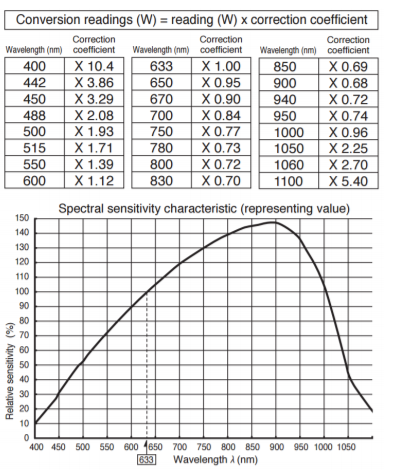 Conversion readings (W) = reading (W) x correction coefficient
Wavelength (nm) Correction coefficient Wavelength (nm) Correction coefficient Wavelength (nm) Correction coefficient
400 X 10.4 633 X 1.00 850 X 0.69
442 X 3.86 650 X 0.95 900 X 0.68
450 X 3.29 670 X 0.90 940 X 0.72
488 X 2.08 700 X 0.84 950 X 0.74
500 X 1.93 750 X 0.77 1000 X 0.96
515 X 1.71 780 X 0.73 1050 X 2.25
550 X 1.39 800 X 0.72 1060 X 2.70
600 X 1.12 830 X 0.70 1100 X 5.40
Spectral sensitivity characteristic (representing value)
150
140
130
120
110
100
90
80
70
60
50
40
30
20
10
0
Relative sensitivity (%)
400 450 500 550 600 650 700 750 800 850 900 950 1000 1050
633
Wavelength λ (nm)